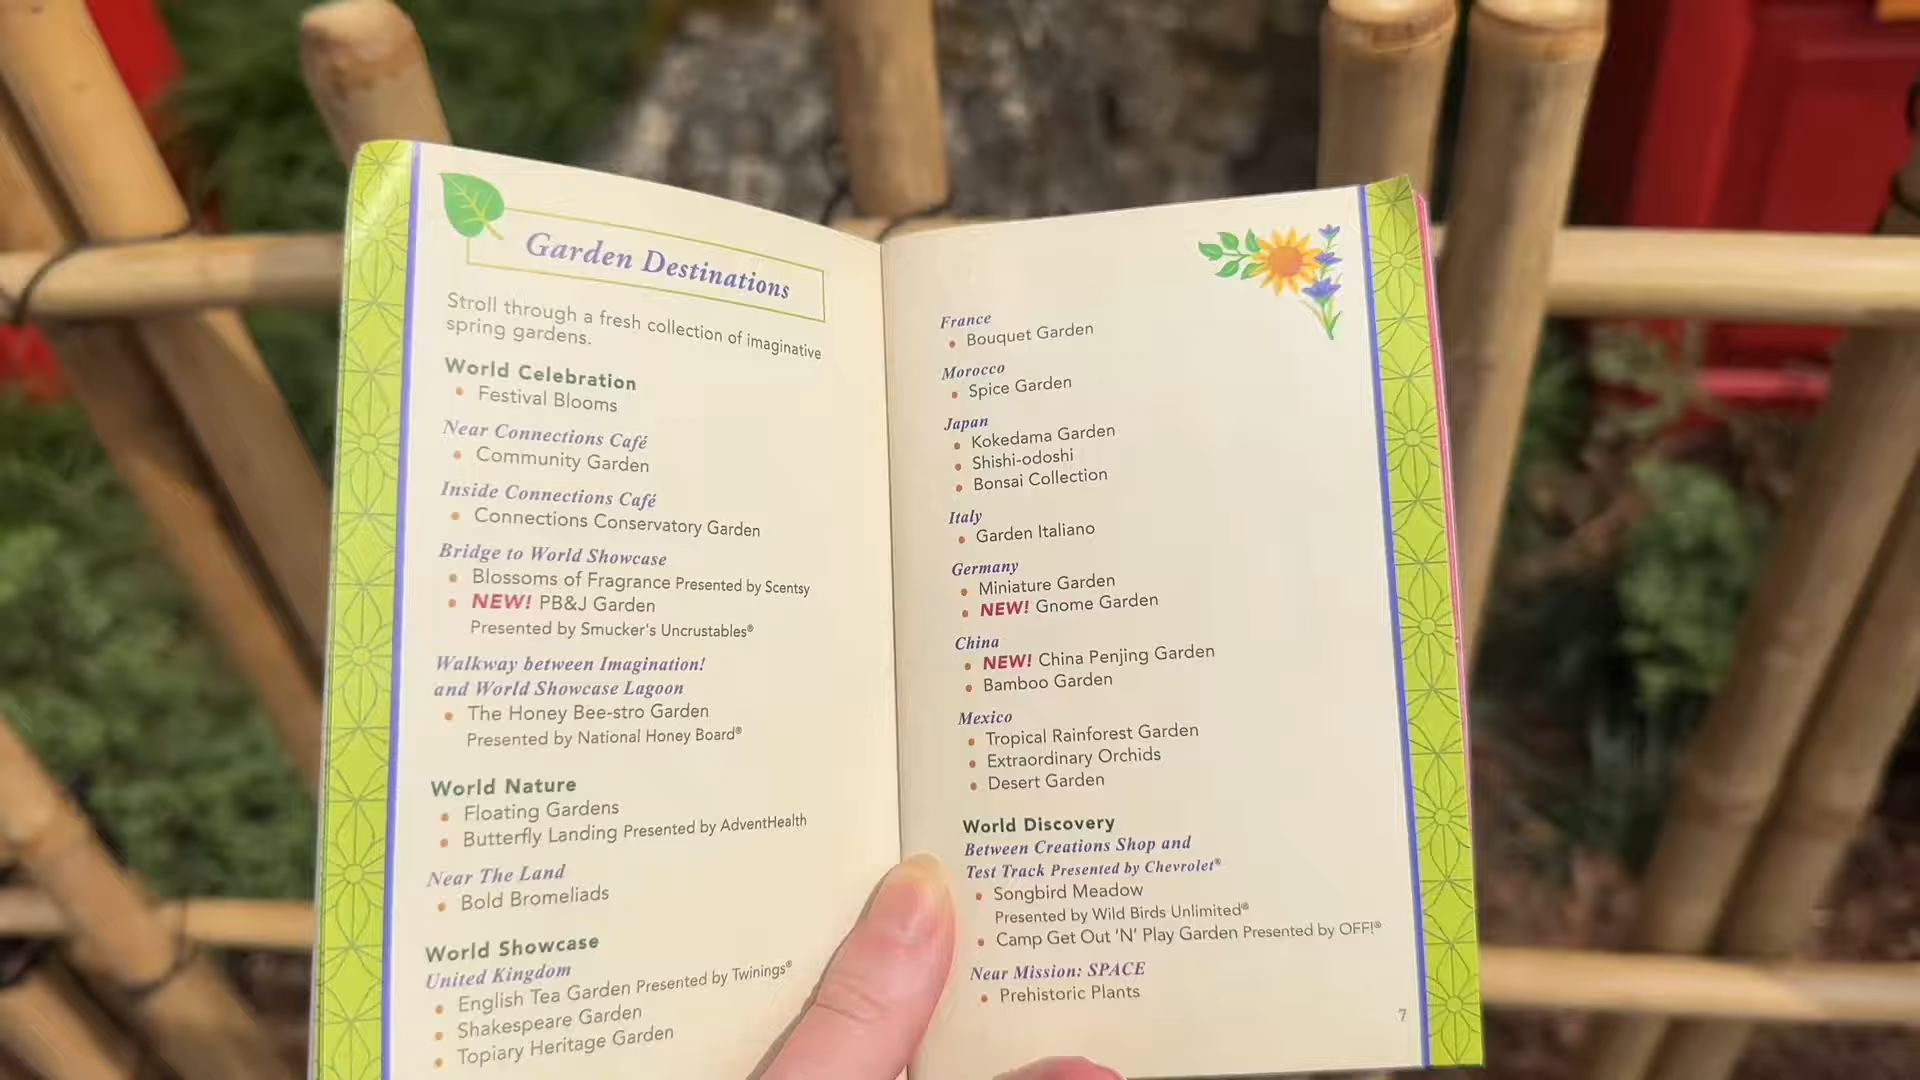 Garden Destinations
Stroll through a fresh collection of imaginative
spring gardens.
World Celebration
• Festival Blooms
Near Connections Café
• Community Garden
Inside Connections Café
• Connections Conservatory Garden
Bridge to World Showcase
• Blossoms of Fragrance Presented by Scentsy
• NEW! PB&J Garden
Presented by Smucker's Uncrustables®
Walkway between Imagination!
and World Showcase Lagoon
• The Honey Bee-stro Garden
Presented by National Honey Board®
World Nature
• Floating Gardens
• Butterfly Landing Presented by AdventHealth
Near The Land
• Bold Bromeliads
World Showcase
United Kingdom
• English Tea Garden Presented by Twinings®
• Shakespeare Garden
• Topiary Heritage Garden
France
• Bouquet Garden
Morocco
• Spice Garden
Japan
• Kokedama Garden
• Shishi-odoshi
• Bonsai Collection
Italy
• Garden Italiano
Germany
• Miniature Garden
• NEW! Gnome Garden
China
• NEW! China Penjing Garden
• Bamboo Garden
Mexico
• Tropical Rainforest Garden
• Extraordinary Orchids
• Desert Garden
World Discovery
Between Creations Shop and
Test Track Presented by Chevrolet®
• Songbird Meadow
Presented by Wild Birds Unlimited®
• Camp Get Out 'N' Play Garden Presented by OFF!®
Near Mission: SPACE
• Prehistoric Plants
7